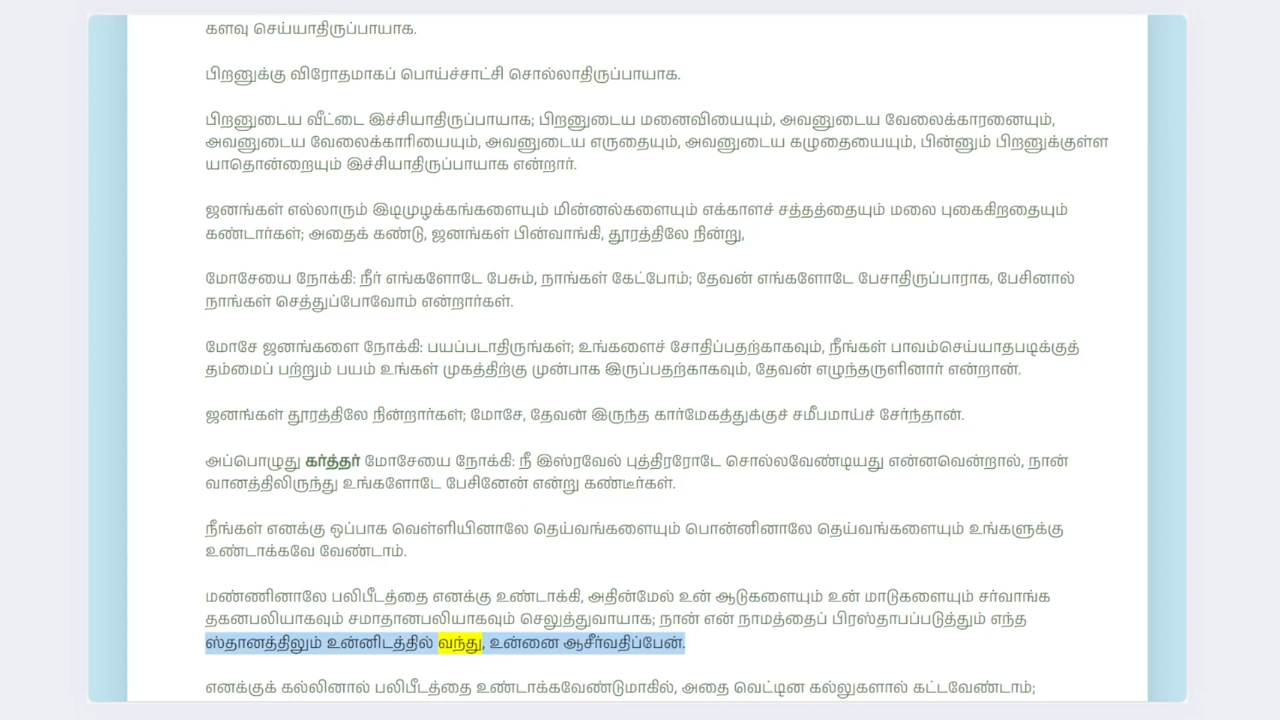 களவு செய்யாதிருப்பாயாக.
பிறனுக்கு விரோதமாகப் பொய்ச்சாட்சி சொல்லாதிருப்பாயாக.
பிறனுடைய வீட்டை இச்சியாதிருப்பாயாக; பிறனுடைய மனைவியையும், அவனுடைய வேலைக்காரனையும்,
அவனுடைய வேலைக்காரியையும், அவனுடைய எருதையும், அவனுடைய கழுதையையும், பின்னும் பிறனுக்குள்ள
யாதொன்றையும் இச்சியாதிருப்பாயாக என்றார்.
ஜனங்கள் எல்லாரும் இடிமுழக்கங்களையும் மின்னல்களையும் எக்காளச் சத்தத்தையும் மலை புகைகிறதையும்
கண்டார்கள்; அதைக் கண்டு, ஜனங்கள் பின்வாங்கி, தூரத்திலே நின்று,
மோசேயை நோக்கி: நீர் எங்களோடே பேசும், நாங்கள் கேட்போம்; தேவன் எங்களோடே பேசாதிருப்பாராக, பேசினால்
நாங்கள் செத்துப்போவோம் என்றார்கள்.
மோசே ஜனங்களை நோக்கி: பயப்படாதிருங்கள்; உங்களைச் சோதிப்பதற்காகவும், நீங்கள் பாவம்செய்யாதபடிக்குத்
தம்மைப் பற்றும் பயம் உங்கள் முகத்திற்கு முன்பாக இருப்பதற்காகவும், தேவன் எழுந்தருளினார் என்றான்.
ஜனங்கள் தூரத்திலே நின்றார்கள்; மோசே, தேவன் இருந்த கார்மேகத்துக்குச் சமீபமாய்ச் சேர்ந்தான்.
அப்பொழுது கர்த்தர் மோசேயை நோக்கி: நீ இஸ்ரவேல் புத்திரரோடே சொல்லவேண்டியது என்னவென்றால், நான்
வானத்திலிருந்து உங்களோடே பேசினேன் என்று கண்டீர்கள்.
நீங்கள் எனக்கு ஒப்பாக வெள்ளியினாலே தெய்வங்களையும் பொன்னினாலே தெய்வங்களையும் உங்களுக்கு
உண்டாக்கவே வேண்டாம்.
மண்ணினாலே பலிபீடத்தை எனக்கு உண்டாக்கி, அதின்மேல் உன் ஆடுகளையும் உன் மாடுகளையும் சர்வாங்க
தகனபலியாகவும் சமாதானபலியாகவும் செலுத்துவாயாக; நான் என் நாமத்தைப் பிரஸ்தாபப்படுத்தும் எந்த
ஸ்தானத்திலும் உன்னிடத்தில் வந்து, உன்னை ஆசீர்வதிப்பேன்.
எனக்குக் கல்லினால் பலிபீடத்தை உண்டாக்கவேண்டுமாகில், அதை வெட்டின கல்லுகளால் கட்டவேண்டாம்;